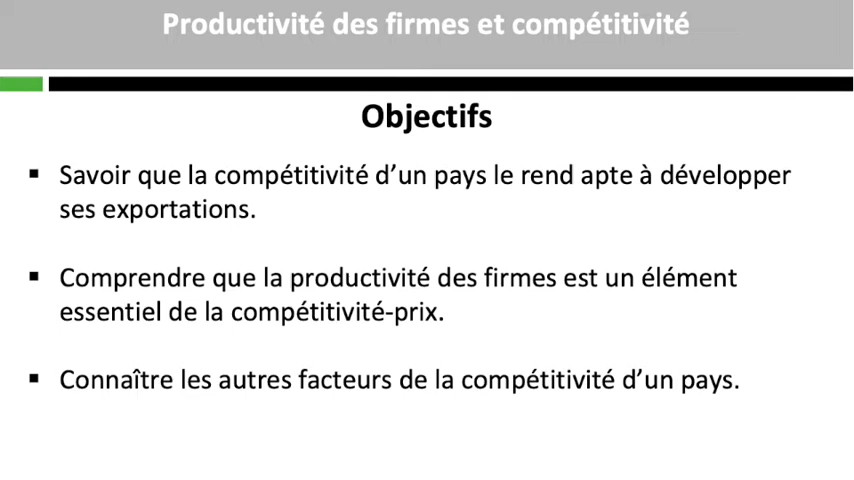 Productivité des firmes et compétitivité
Objectifs
▪ Savoir que la compétitivité d’un pays le rend apte à développer
ses exportations.
▪ Comprendre que la productivité des firmes est un élément
essentiel de la compétitivité-prix.
▪ Connaître les autres facteurs de la compétitivité d’un pays.